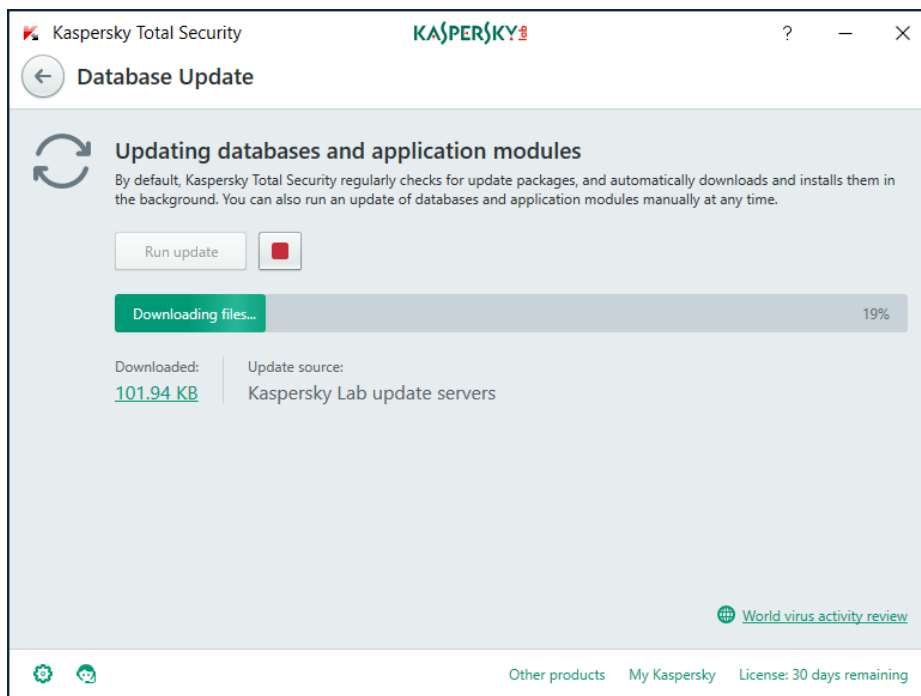 Kaspersky Total Security
KASPERSKY lab
?
Database Update
Updating databases and application modules
By default, Kaspersky Total Security regularly checks for update packages, and automatically downloads and installs them in
the background. You can also run an update of databases and application modules manually at any time.
Run update
Downloading files...
19%
Downloaded:
Update source:
101.94 KB
Kaspersky Lab update servers
World virus activity review
Other products
My Kaspersky
License: 30 days remaining